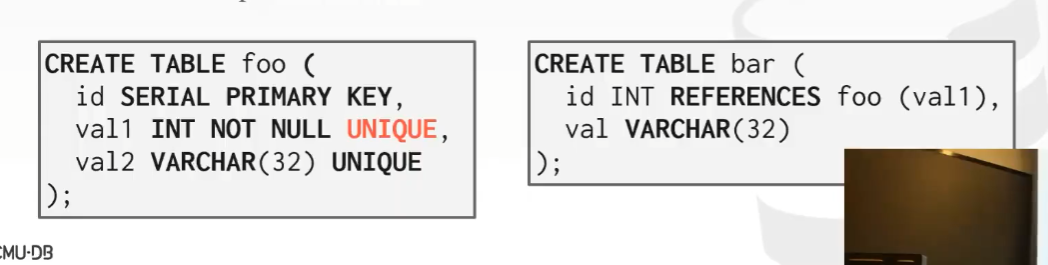 CREATE TABLE foo (
id SERIAL PRIMARY KEY,
val1 INT NOT NULL UNIQUE,
val2 VARCHAR(32) UNIQUE
);
CREATE TABLE bar (
id INT REFERENCES foo (val1),
val VARCHAR(32)
);
CMU·DB